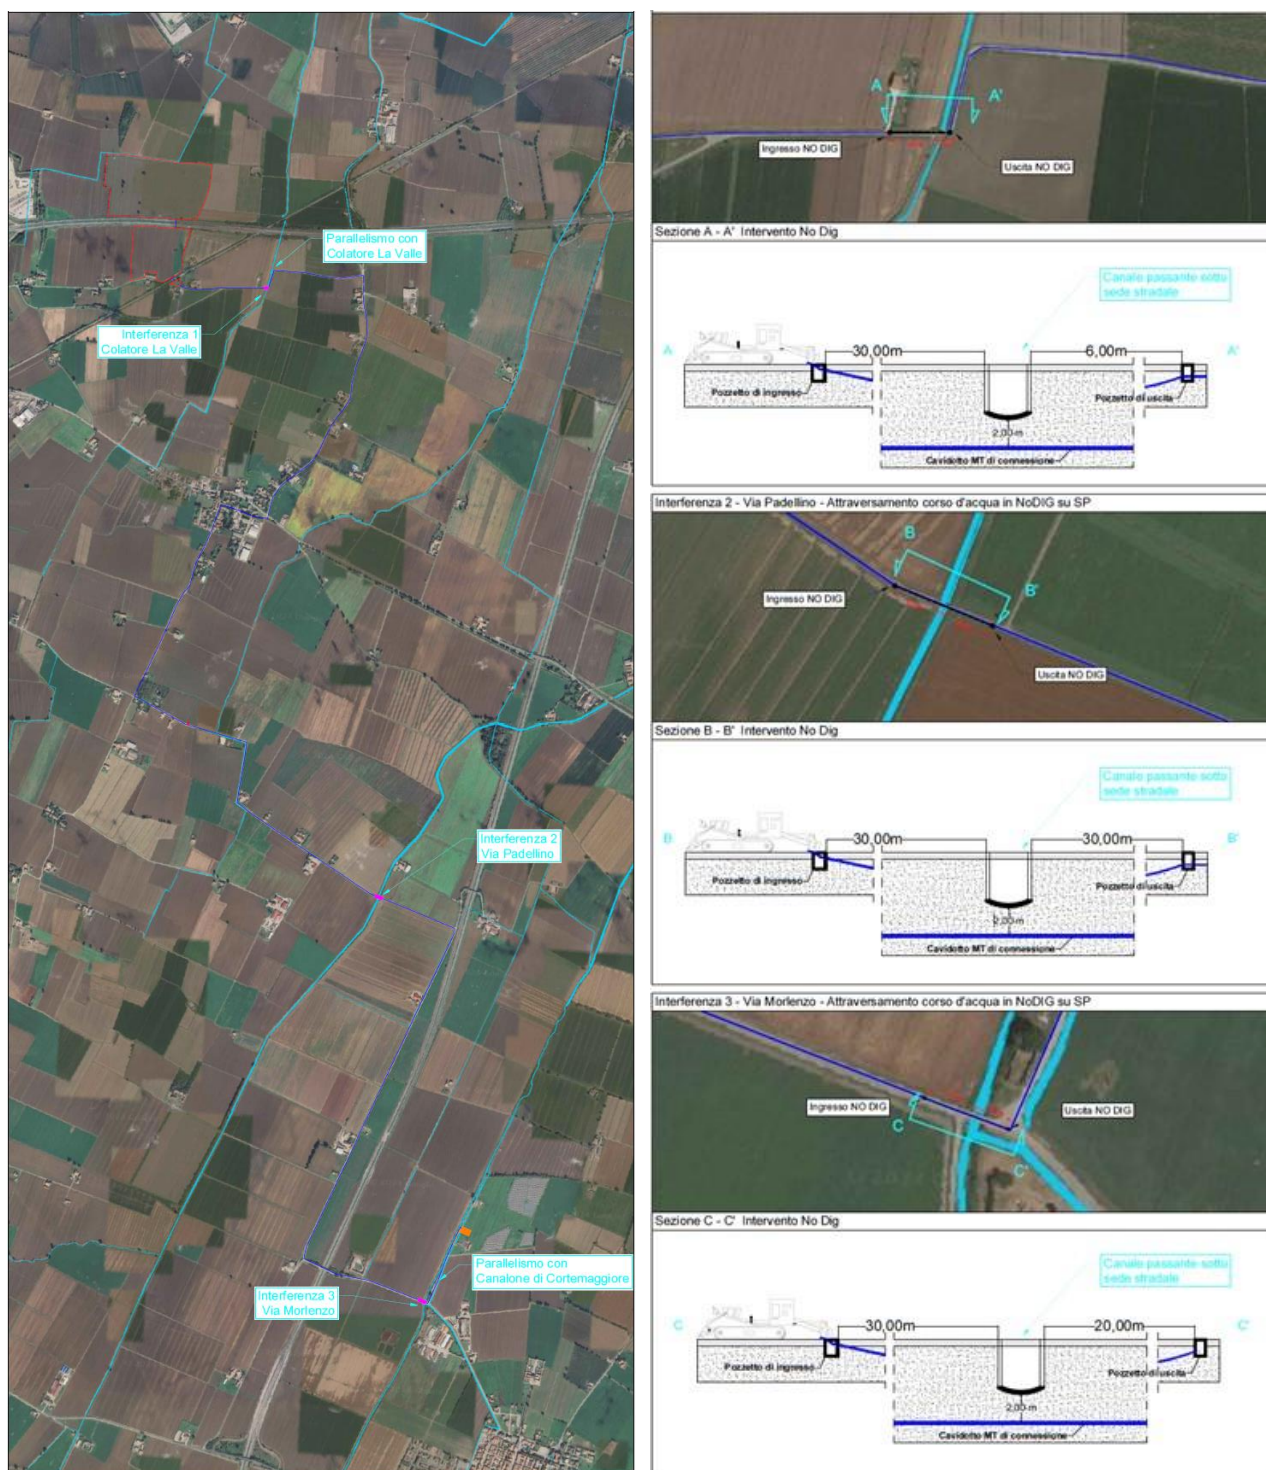 Parallelismo con
Colatore La Valle
Interferenza 1
Colatore La Valle
Interferenza 2
Via Padellino
Parallelismo con
Canalone di Cortemaggiore
Interferenza 3
Via Morlenzo
A
A'
Ingresso NO DIG
Uscita NO DIG
Sezione A - A' Intervento No Dig
Canale passante sotto
sede stradale
A
30,00m
6,00m
A'
Pozzetto di ingresso
Pozzetto di uscita
2,00 m
Cavidotto MT di connessione
Interferenza 2 - Via Padellino - Attraversamento corso d'acqua in NoDIG su SP
B
B'
Ingresso NO DIG
Uscita NO DIG
Sezione B - B' Intervento No Dig
Canale passante sotto
sede stradale
B
30,00m
30,00m
B'
Pozzetto di ingresso
Pozzetto di uscita
2,00 m
Cavidotto MT di connessione
Interferenza 3 - Via Morlenzo - Attraversamento corso d'acqua in NoDIG su SP
Ingresso NO DIG
Uscita NO DIG
C
C'
Sezione C - C' Intervento No Dig
Canale passante sotto
sede stradale
C
30,00m
20,00m
C'
Pozzetto di ingresso
Pozzetto di uscita
2,00 m
Cavidotto MT di connessione